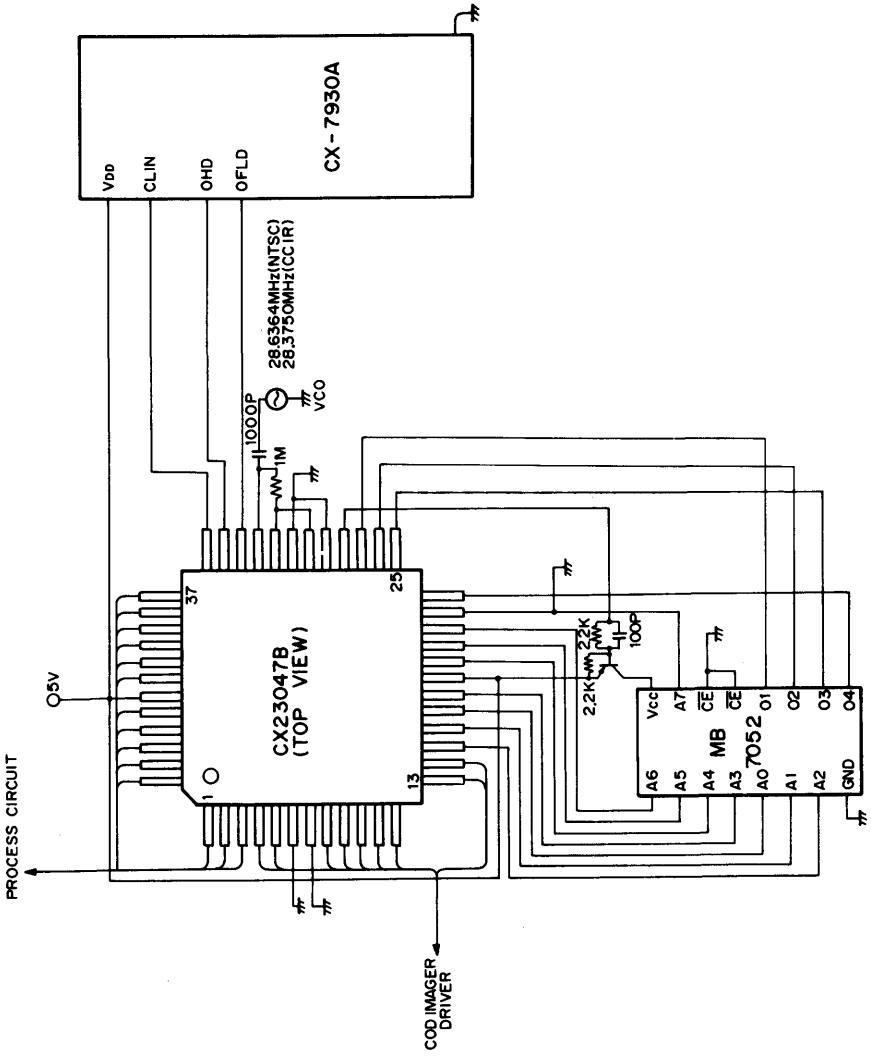 VDD
CLIN
OHD
OFLD
CX-7930A
28.6364MHz(NTSC)
28.3750MHz(CCIR)
1000P
VCO
1M
5V
37
25
CX23047B
(TOP VIEW)
1
13
PROCESS CIRCUIT
COD IMAGER
DRIVER
2.2K
2.2K
100P
Vcc
A7
CE
CE
O1
O2
O3
O4
MB
7052
A6
A5
A4
A3
A0
A1
A2
GND